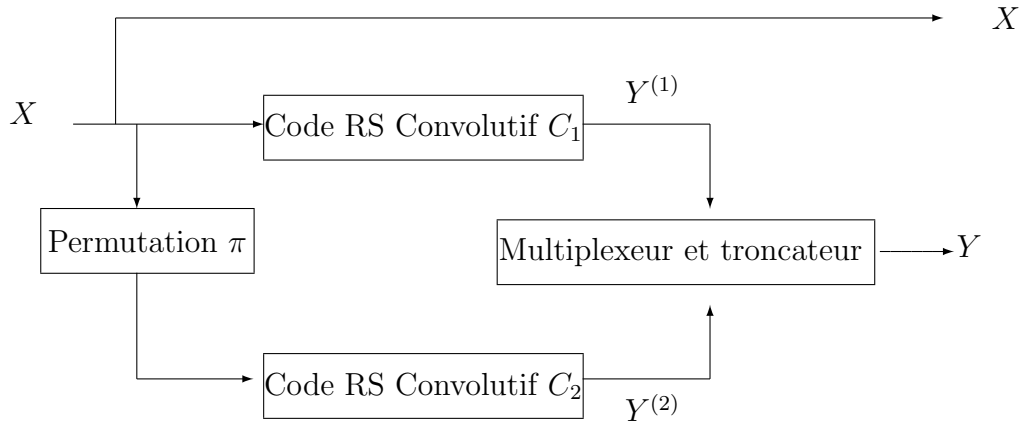 X
X
Y^{(1)}
Code RS Convolutif C_1
Permutation π
Multiplexeur et troncateur
Y
Code RS Convolutif C_2
Y^{(2)}